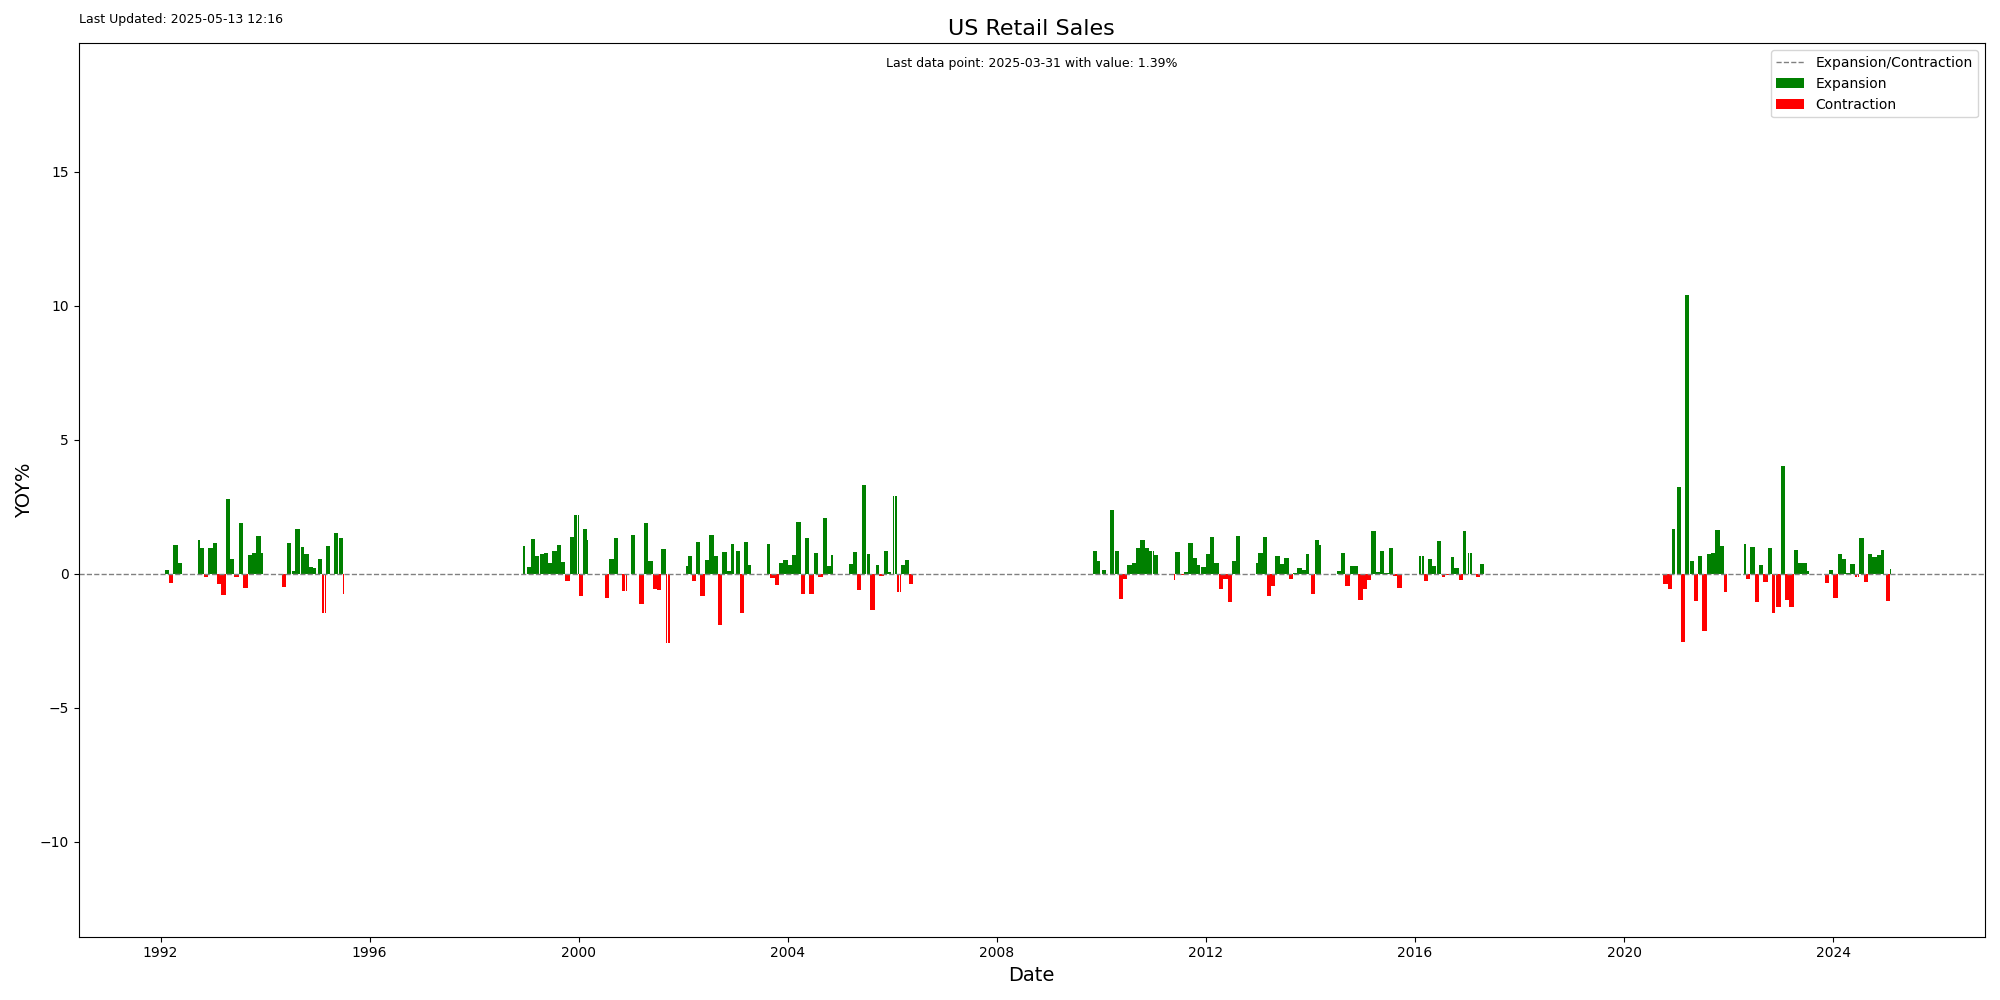 Last Updated: 2025-05-13 12:16
US Retail Sales
Last data point: 2025-03-31 with value: 1.39%
Expansion/Contraction
Expansion
Contraction
YOY%
15
10
5
0
−5
−10
1992 1996 2000 2004 2008 2012 2016 2020 2024
Date